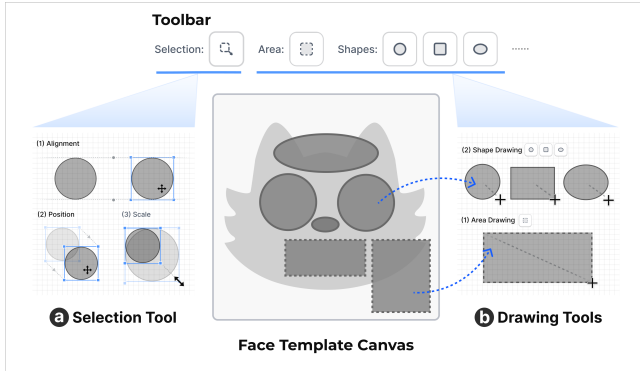 Toolbar
Selection: Area: Shapes: ......
(1) Alignment
(2) Position (3) Scale
a Selection Tool
(2) Shape Drawing
(1) Area Drawing
b Drawing Tools
Face Template Canvas